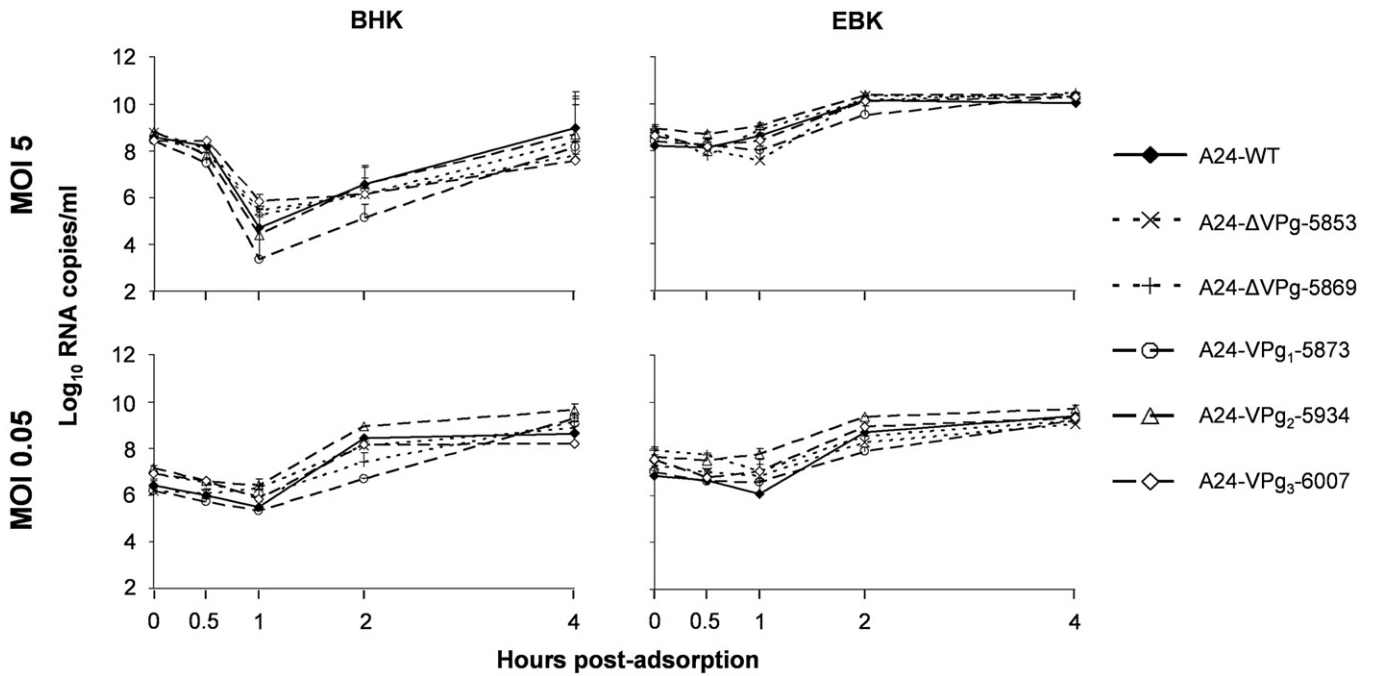 BHK
EBK
MOI 5
MOI 0.05
Log₁₀ RNA copies/ml
12
10
8
6
4
2
12
10
8
6
4
2
0 0.5 1 2 4
0 0.5 1 2 4
Hours post-adsorption
A24-WT
A24-ΔVPg-5853
A24-ΔVPg-5869
A24-VPg₁-5873
A24-VPg₂-5934
A24-VPg₃-6007